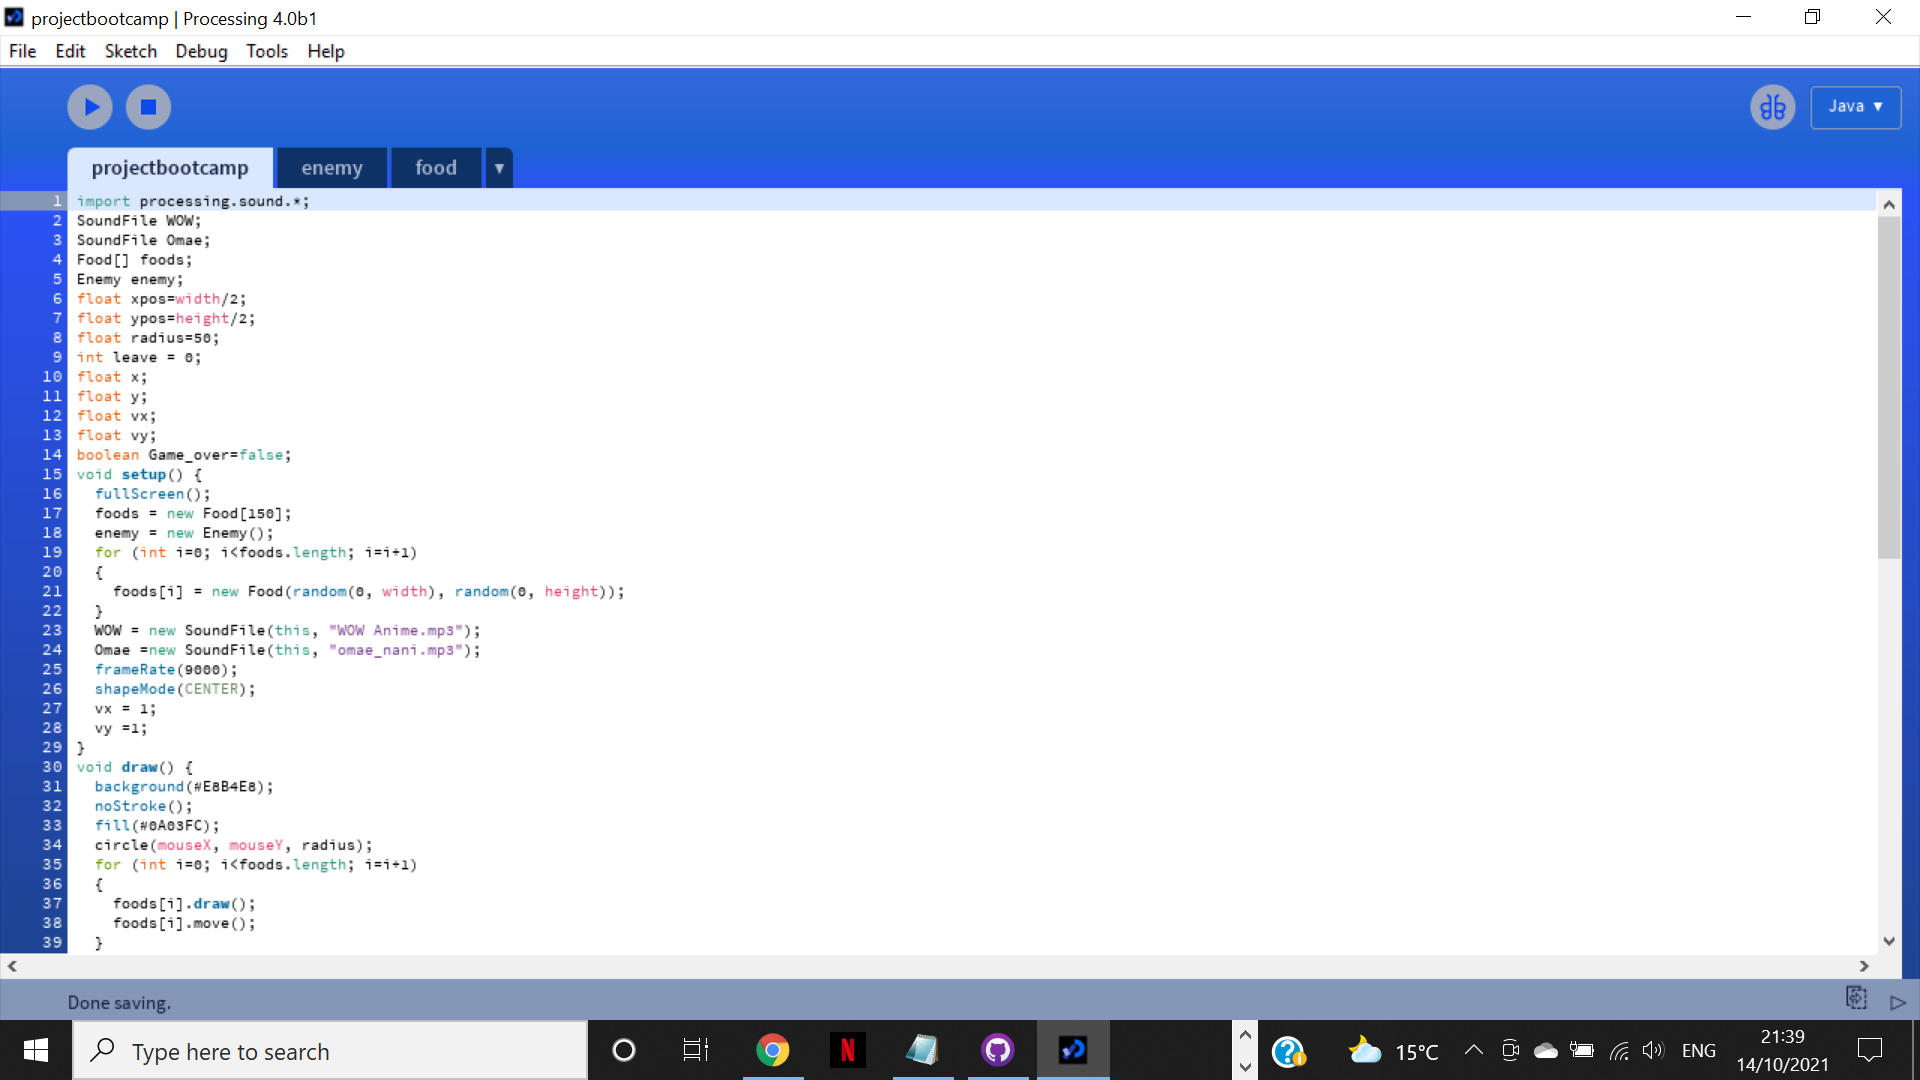 projectbootcamp | Processing 4.0b1
File Edit Sketch Debug Tools Help
Java ▼
projectbootcamp enemy food ▼
1 import processing.sound.*;
2 SoundFile WOW;
3 SoundFile Omae;
4 Food[] foods;
5 Enemy enemy;
6 float xpos=width/2;
7 float ypos=height/2;
8 float radius=50;
9 int leave = 0;
10 float x;
11 float y;
12 float vx;
13 float vy;
14 boolean Game_over=false;
15 void setup() {
16   fullScreen();
17   foods = new Food[150];
18   enemy = new Enemy();
19   for (int i=0; i<foods.length; i=i+1)
20   {
21     foods[i] = new Food(random(0, width), random(0, height));
22   }
23   WOW = new SoundFile(this, "WOW Anime.mp3");
24   Omae =new SoundFile(this, "omae_nani.mp3");
25   frameRate(9000);
26   shapeMode(CENTER);
27   vx = 1;
28   vy =1;
29 }
30 void draw() {
31   background(#E8B4E8);
32   noStroke();
33   fill(#0A03FC);
34   circle(mouseX, mouseY, radius);
35   for (int i=0; i<foods.length; i=i+1)
36   {
37     foods[i].draw();
38     foods[i].move();
39   }
Done saving.
Type here to search
15°C
ENG
21:39
14/10/2021